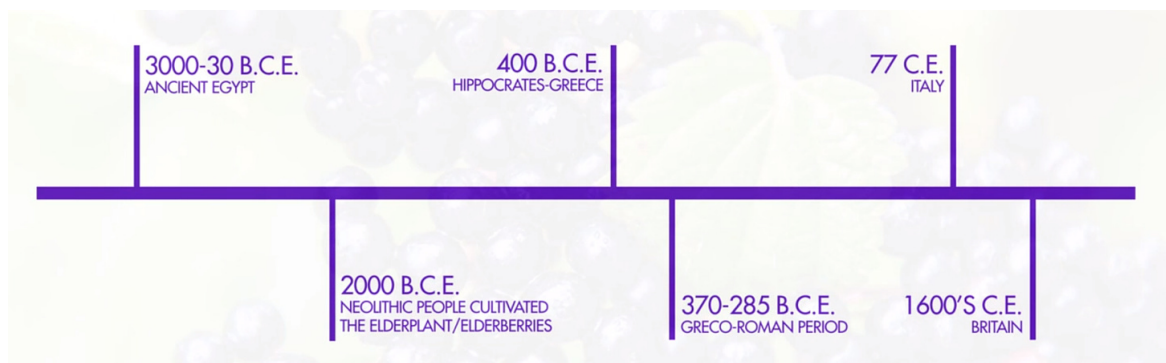 3000-30 B.C.E.
ANCIENT EGYPT
2000 B.C.E.
NEOLITHIC PEOPLE CULTIVATED
THE ELDERPLANT/ELDERBERRIES
400 B.C.E.
HIPPOCRATES-GREECE
370-285 B.C.E.
GRECO-ROMAN PERIOD
77 C.E.
ITALY
1600'S C.E.
BRITAIN